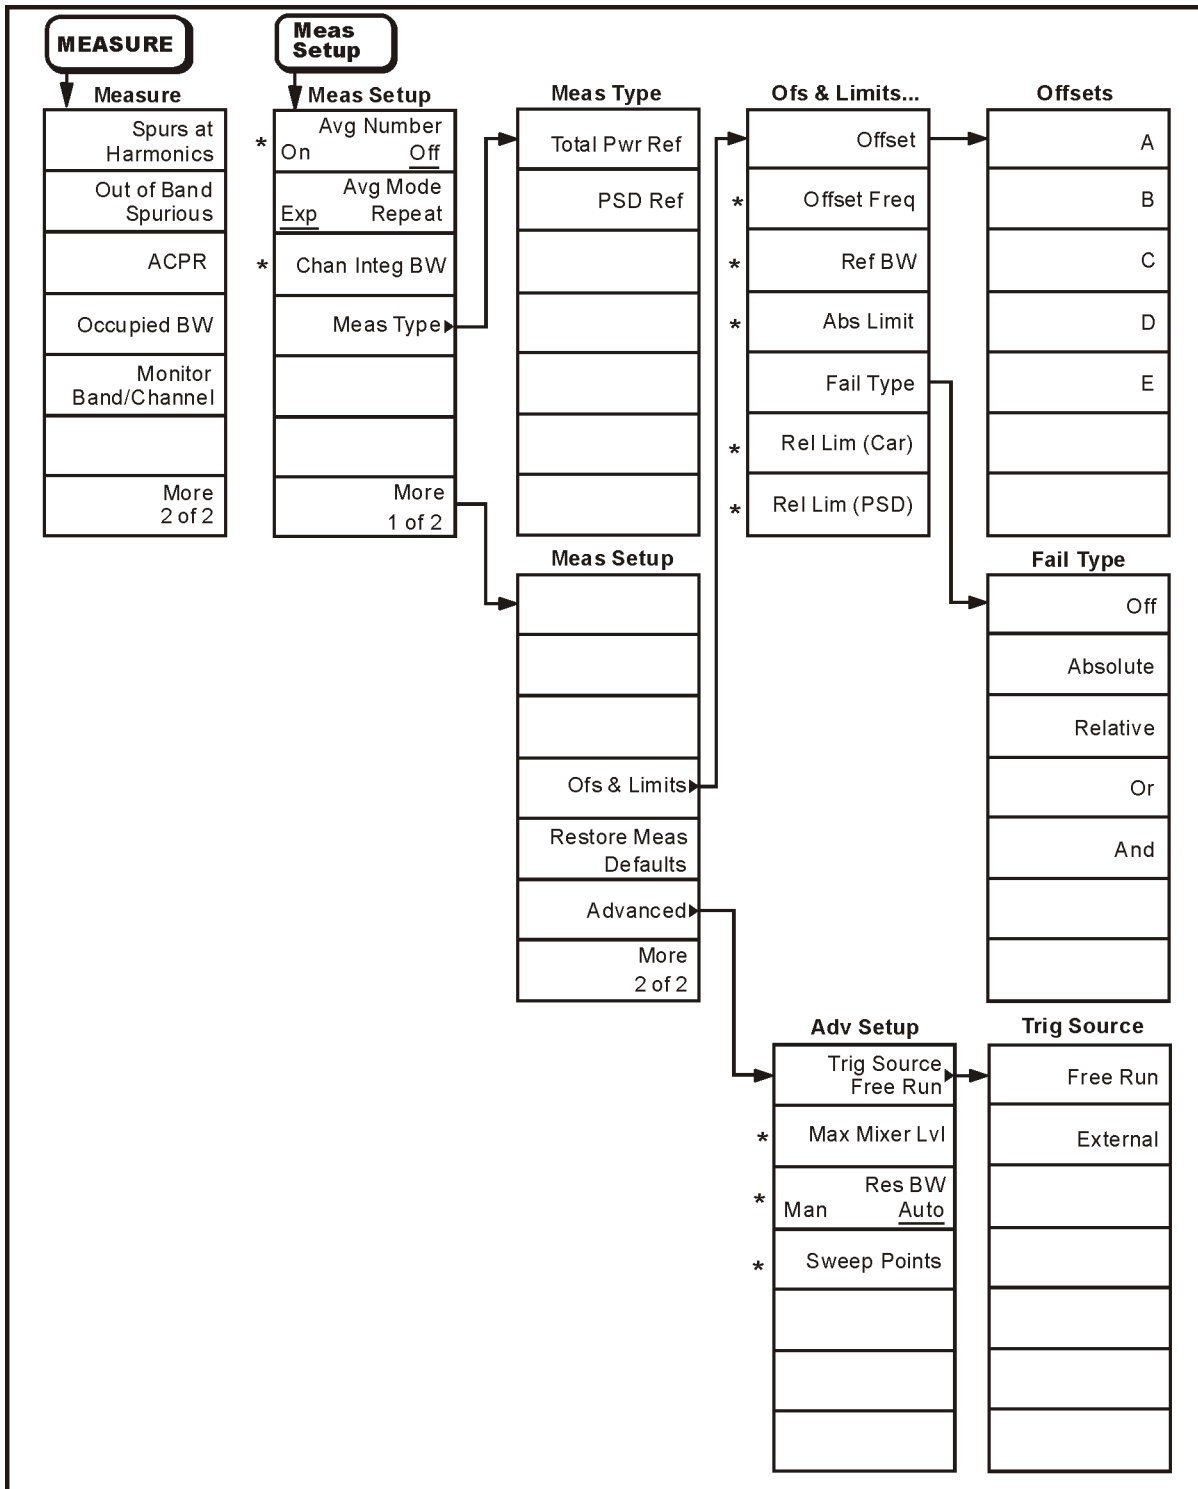 MEASURE
Measure
Spurs at
Harmonics
Out of Band
Spurious
ACPR
Occupied BW
Monitor
Band/Channel
More
2 of 2
Meas
Setup
Meas Setup
* Avg Number
On Off
Avg Mode
Exp Repeat
* Chan Integ BW
Meas Type
More
1 of 2
Meas Type
Total Pwr Ref
PSD Ref
Meas Setup
Ofs & Limits
Restore Meas
Defaults
Advanced
More
2 of 2
Ofs & Limits...
Offset
* Offset Freq
* Ref BW
* Abs Limit
Fail Type
* Rel Lim (Car)
* Rel Lim (PSD)
Offsets
A
B
C
D
E
Fail Type
Off
Absolute
Relative
Or
And
Adv Setup
Trig Source
Free Run
* Max Mixer Lvl
* Res BW
Man Auto
* Sweep Points
Trig Source
Free Run
External